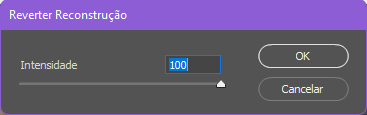 Reverter Reconstrução
Intensidade 100
OK
Cancelar